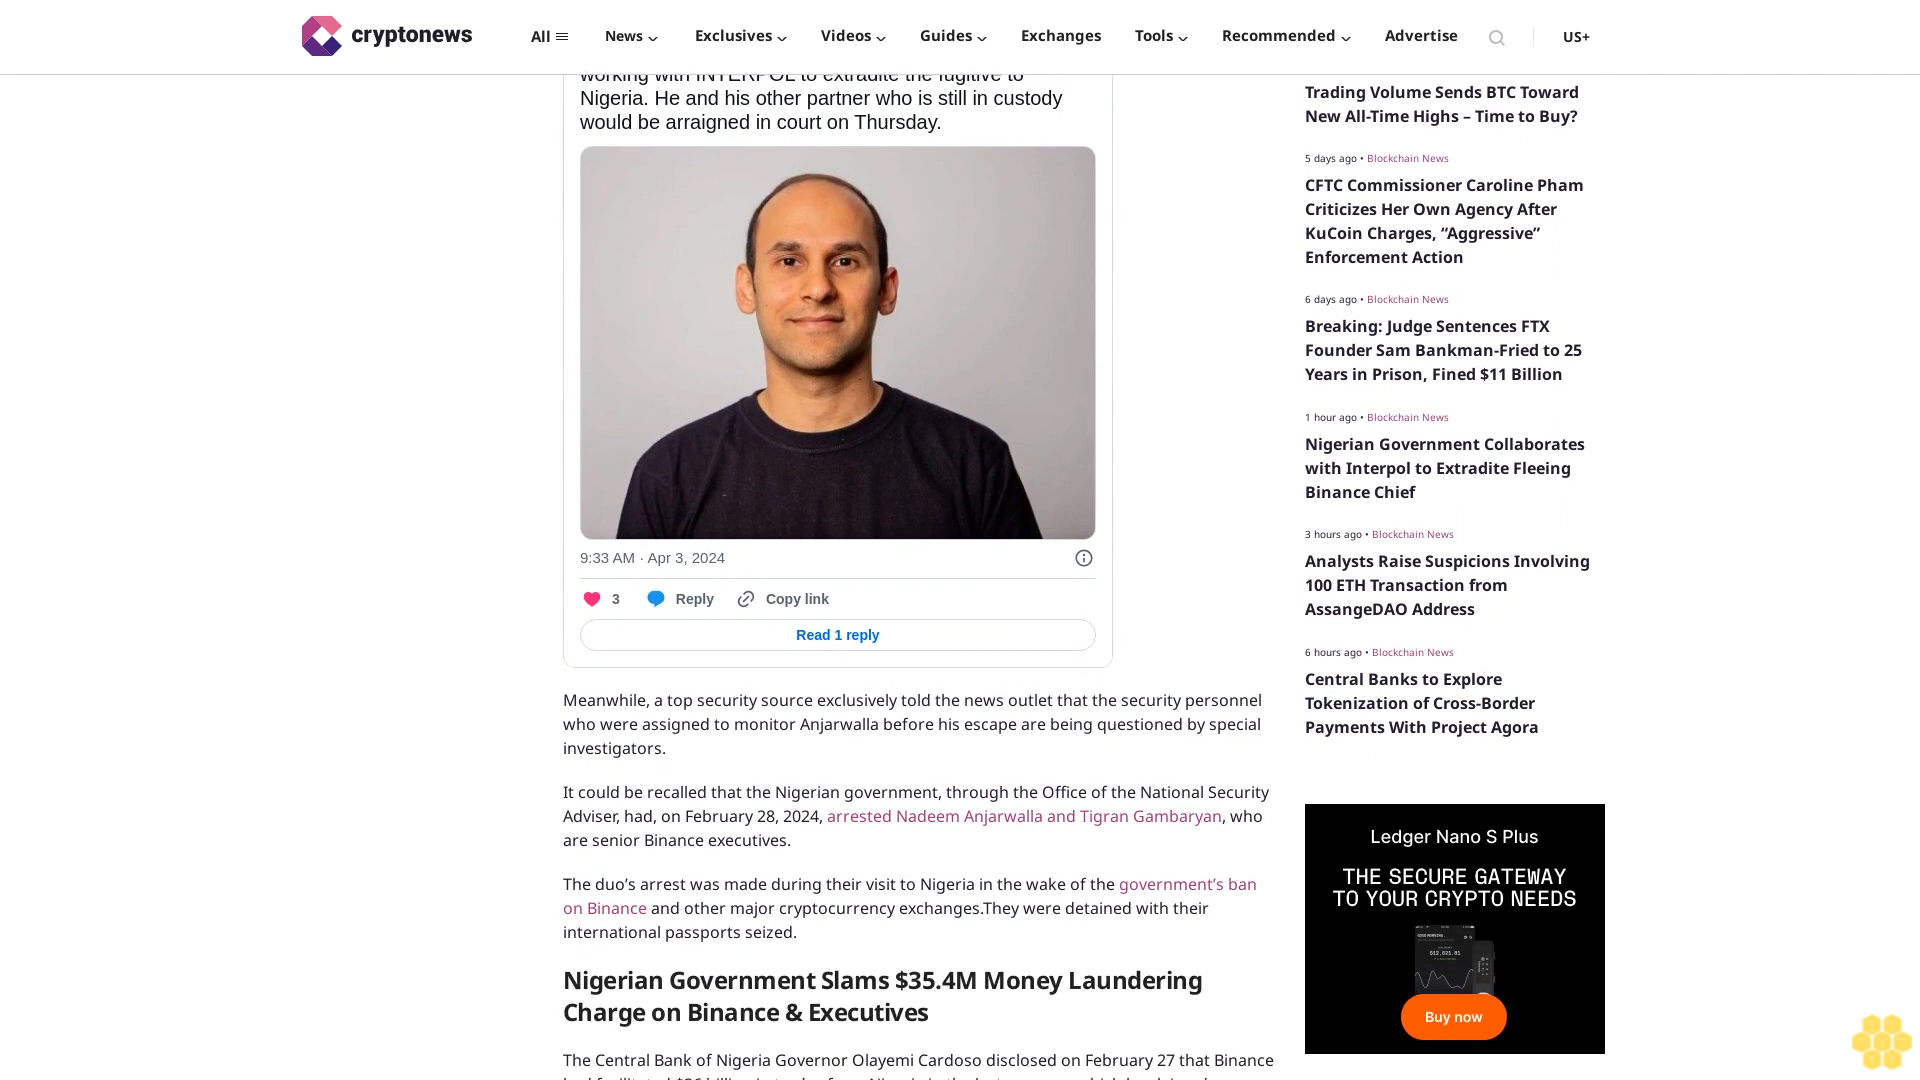 cryptonews
All
News
Exclusives
Videos
Guides
Exchanges
Tools
Recommended
Advertise
US+
working with INTERPOL to extradite the fugitive to
Nigeria. He and his other partner who is still in custody
would be arraigned in court on Thursday.
9:33 AM · Apr 3, 2024
3
Reply
Copy link
Read 1 reply
Meanwhile, a top security source exclusively told the news outlet that the security personnel
who were assigned to monitor Anjarwalla before his escape are being questioned by special
investigators.
It could be recalled that the Nigerian government, through the Office of the National Security
Adviser, had, on February 28, 2024, arrested Nadeem Anjarwalla and Tigran Gambaryan, who
are senior Binance executives.
The duo’s arrest was made during their visit to Nigeria in the wake of the government’s ban
on Binance and other major cryptocurrency exchanges.They were detained with their
international passports seized.
Nigerian Government Slams $35.4M Money Laundering
Charge on Binance & Executives
The Central Bank of Nigeria Governor Olayemi Cardoso disclosed on February 27 that Binance
Trading Volume Sends BTC Toward
New All-Time Highs – Time to Buy?
5 days ago • Blockchain News
CFTC Commissioner Caroline Pham
Criticizes Her Own Agency After
KuCoin Charges, “Aggressive”
Enforcement Action
6 days ago • Blockchain News
Breaking: Judge Sentences FTX
Founder Sam Bankman-Fried to 25
Years in Prison, Fined $11 Billion
1 hour ago • Blockchain News
Nigerian Government Collaborates
with Interpol to Extradite Fleeing
Binance Chief
3 hours ago • Blockchain News
Analysts Raise Suspicions Involving
100 ETH Transaction from
AssangeDAO Address
6 hours ago • Blockchain News
Central Banks to Explore
Tokenization of Cross-Border
Payments With Project Agora
Ledger Nano S Plus
THE SECURE GATEWAY
TO YOUR CRYPTO NEEDS
$12,821.81
Buy now